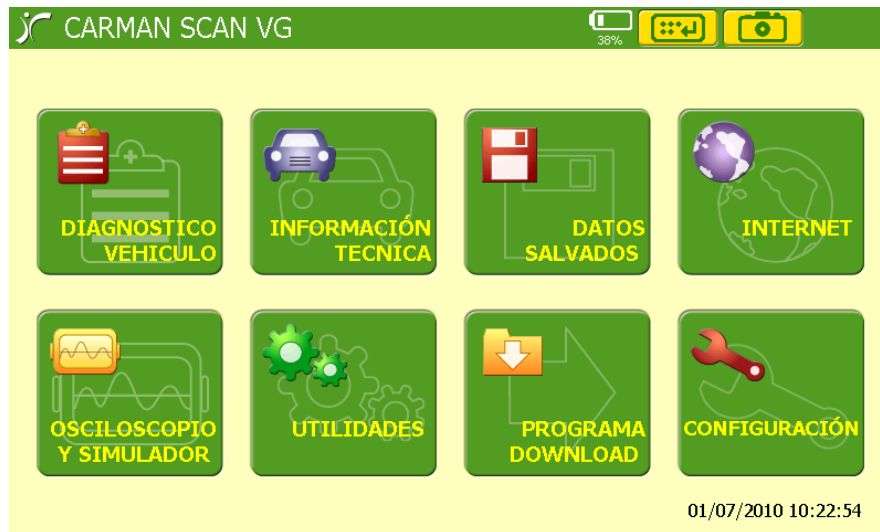 CARMAN SCAN VG
38%
DIAGNOSTICO
VEHICULO
INFORMACIÓN
TECNICA
DATOS
SALVADOS
INTERNET
OSCILOSCOPIO
Y SIMULADOR
UTILIDADES
PROGRAMA
DOWNLOAD
CONFIGURACIÓN
01/07/2010 10:22:54